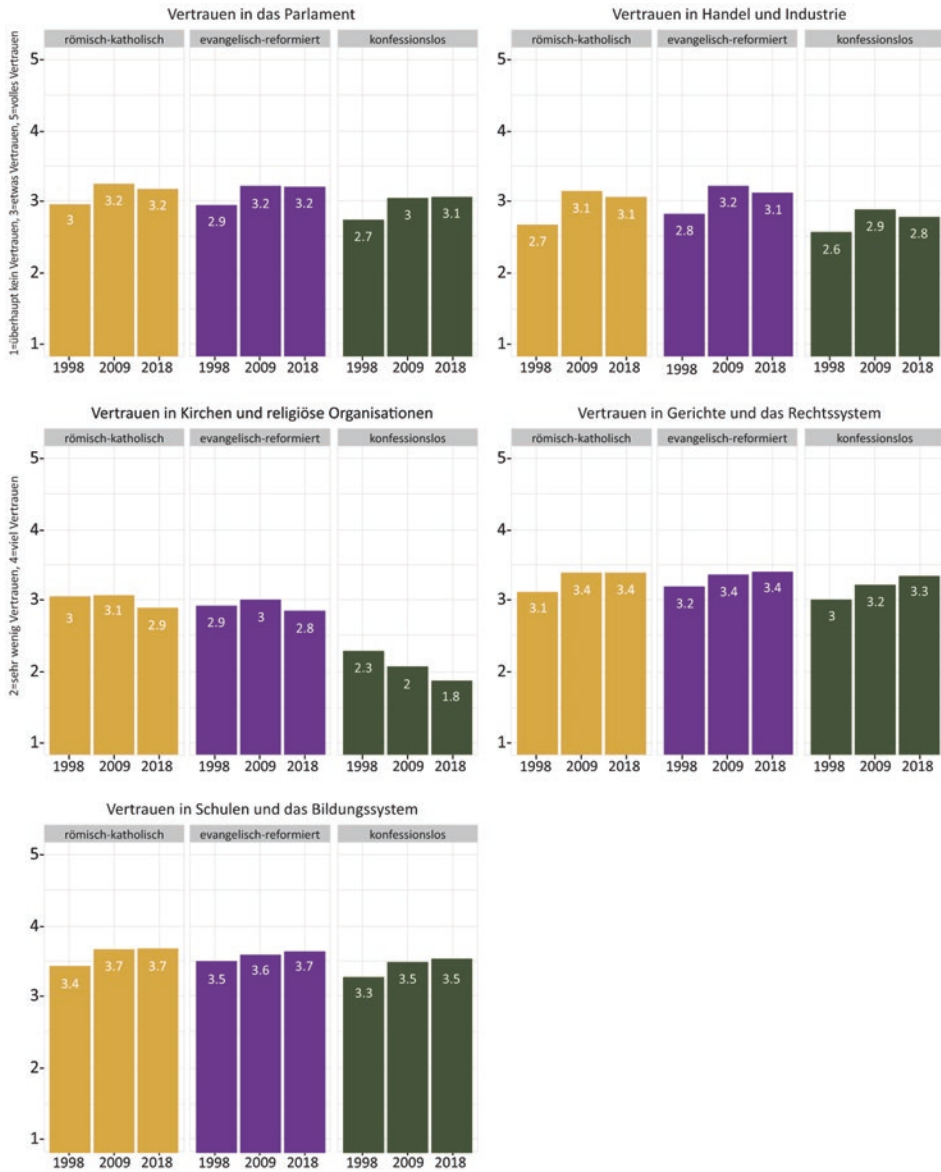 Vertrauen in das Parlament
1=überhaupt kein Vertrauen, 3=etwas Vertrauen, 5=volles Vertrauen
römisch-katholisch evangelisch-reformiert konfessionslos
5-
4-
3-
2-
1-
3 3.2 3.2 2.9 3.2 3.2 2.7 3 3.1
1998 2009 2018 1998 2009 2018 1998 2009 2018
Vertrauen in Handel und Industrie
römisch-katholisch evangelisch-reformiert konfessionslos
5-
4-
3-
2-
1-
2.7 3.1 3.1 2.8 3.2 3.1 2.6 2.9 2.8
1998 2009 2018 1998 2009 2018 1998 2009 2018
Vertrauen in Kirchen und religiöse Organisationen
2=sehr wenig Vertrauen, 4=viel Vertrauen
römisch-katholisch evangelisch-reformiert konfessionslos
5-
4-
3-
2-
1-
3 3.1 2.9 2.9 3 2.8 2.3 2 1.8
1998 2009 2018 1998 2009 2018 1998 2009 2018
Vertrauen in Gerichte und das Rechtssystem
römisch-katholisch evangelisch-reformiert konfessionslos
5-
4-
3-
2-
1-
3.1 3.4 3.4 3.2 3.4 3.4 3 3.2 3.3
1998 2009 2018 1998 2009 2018 1998 2009 2018
Vertrauen in Schulen und das Bildungssystem
römisch-katholisch evangelisch-reformiert konfessionslos
5-
4-
3-
2-
1-
3.4 3.7 3.7 3.5 3.6 3.7 3.3 3.5 3.5
1998 2009 2018 1998 2009 2018 1998 2009 2018